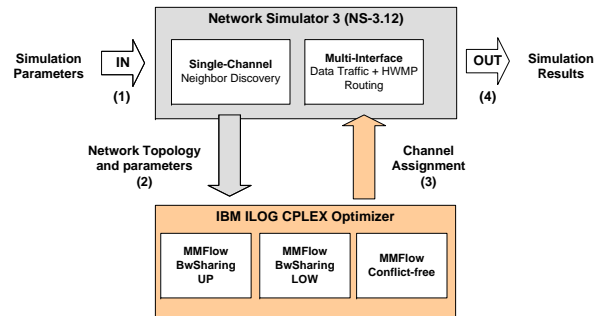 Network Simulator 3 (NS-3.12)
Simulation
Parameters
IN
(1)
Single-Channel
Neighbor Discovery
Multi-Interface
Data Traffic + HWMP
Routing
OUT
(4)
Simulation
Results
Network Topology
and parameters
(2)
Channel
Assignment
(3)
IBM ILOG CPLEX Optimizer
MMFlow
BwSharing
UP
MMFlow
BwSharing
LOW
MMFlow
Conflict-free